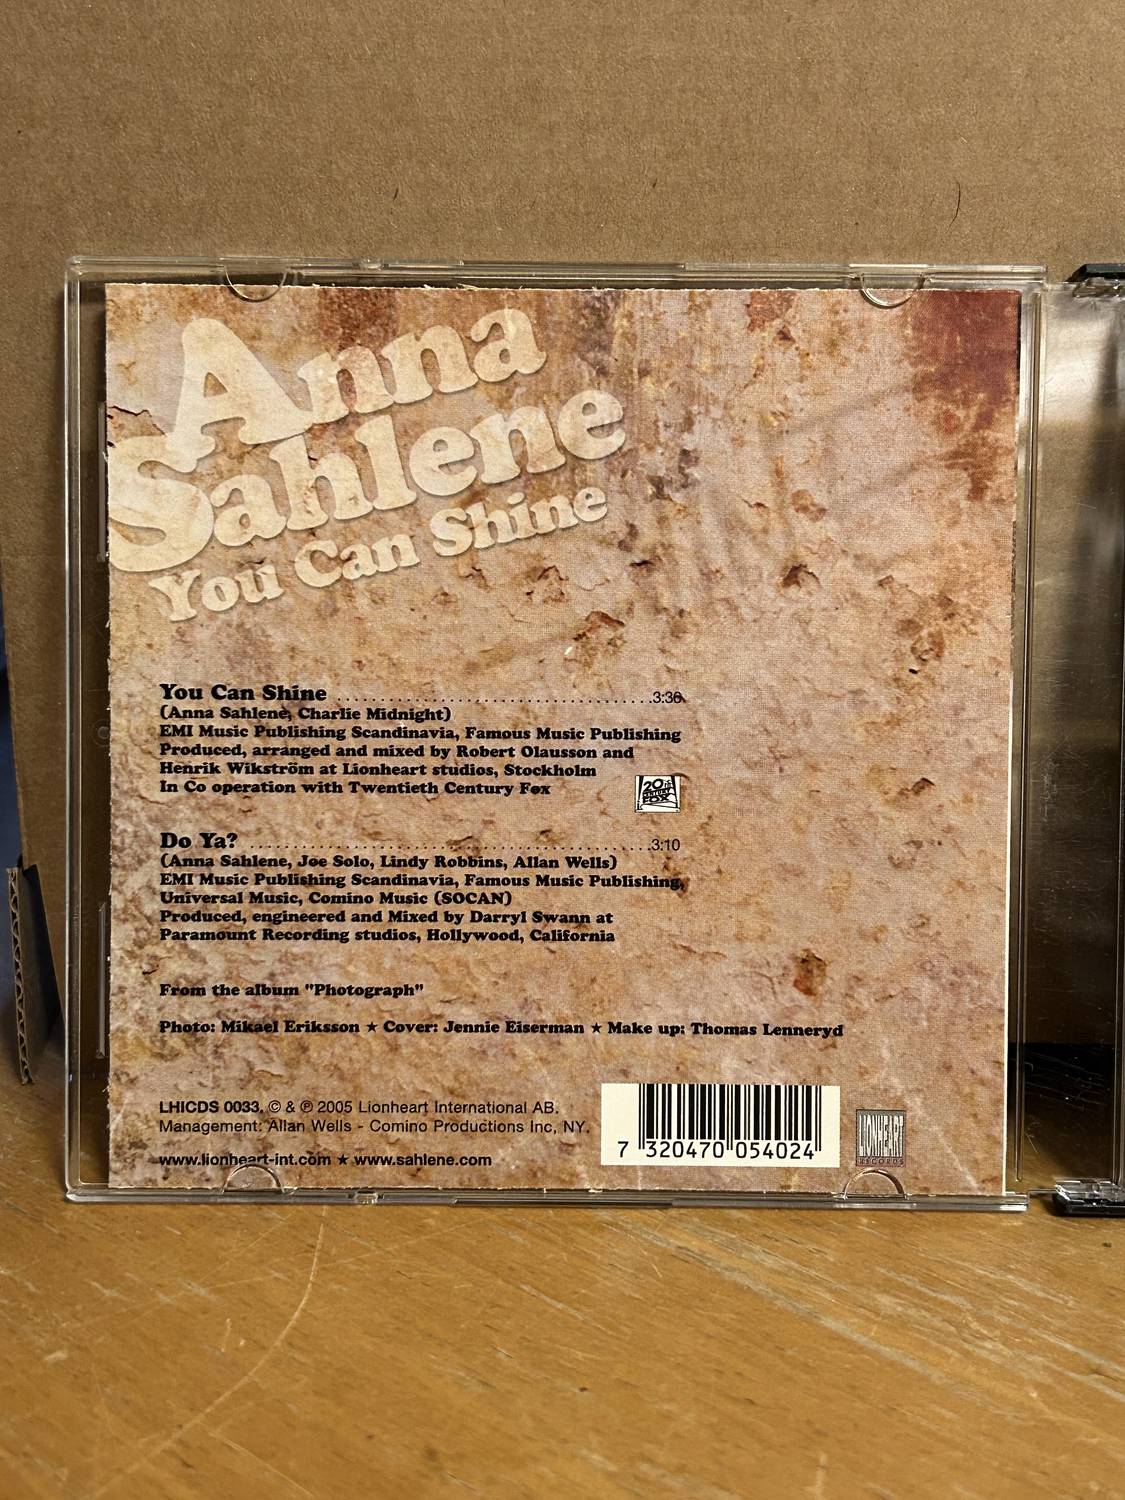 Anna
Sahlene
You Can Shine
You Can Shine ........................................3:36
(Anna Sahlene, Charlie Midnight)
EMI Music Publishing Scandinavia, Famous Music Publishing
Produced, arranged and mixed by Robert Olausson and
Henrik Wikström at Lionheart studios, Stockholm
In Co operation with Twentieth Century Fox
20th
CENTURY
FOX
Do Ya? ........................................3:10
(Anna Sahlene, Joe Solo, Lindy Robbins, Allan Wells)
EMI Music Publishing Scandinavia, Famous Music Publishing,
Universal Music, Comino Music (SOCAN)
Produced, engineered and Mixed by Darryl Swann at
Paramount Recording studios, Hollywood, California
From the album "Photograph"
Photo: Mikael Eriksson ★ Cover: Jennie Eiserman ★ Make up: Thomas Lenneryd
LHICDS 0033. © & ℗ 2005 Lionheart International AB.
Management: Allan Wells - Comino Productions Inc, NY.
www.lionheart-int.com ★ www.sahlene.com
7 320470 054024
LIONHEART
RECORDS